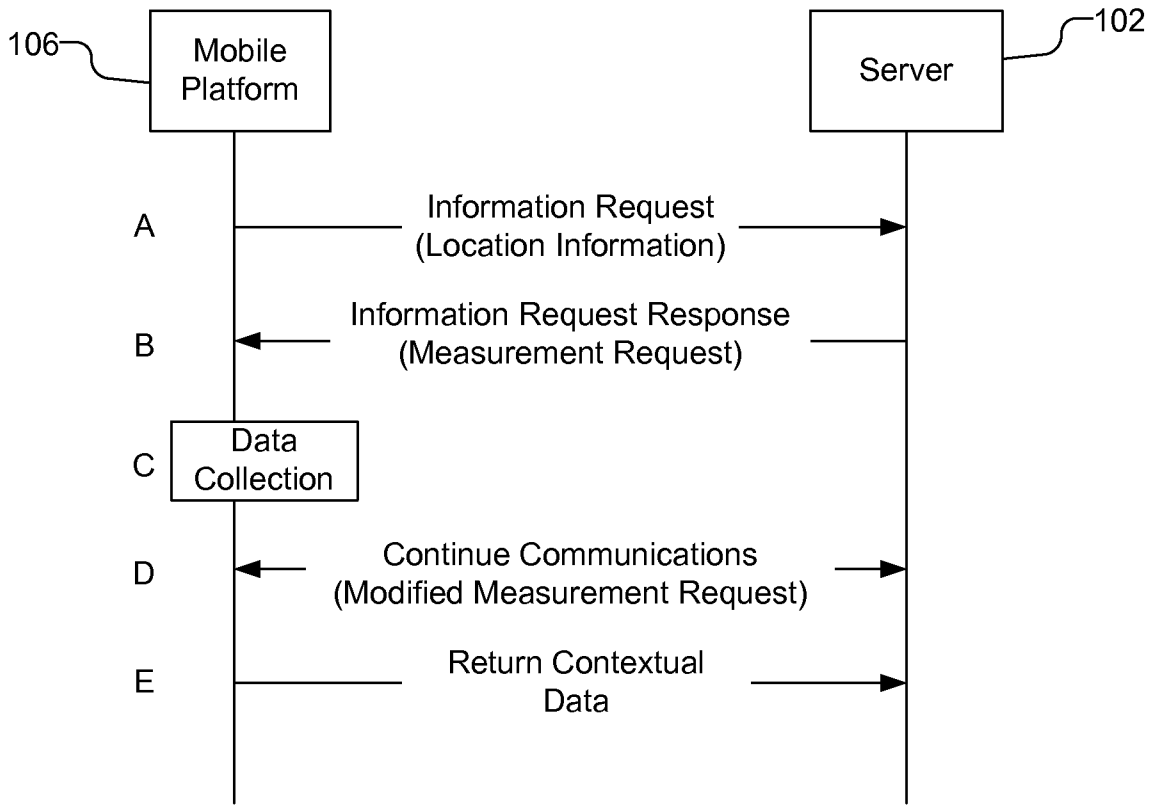 106
Mobile
Platform
Server
102
A
Information Request
(Location Information)
B
Information Request Response
(Measurement Request)
C
Data
Collection
D
Continue Communications
(Modified Measurement Request)
E
Return Contextual
Data